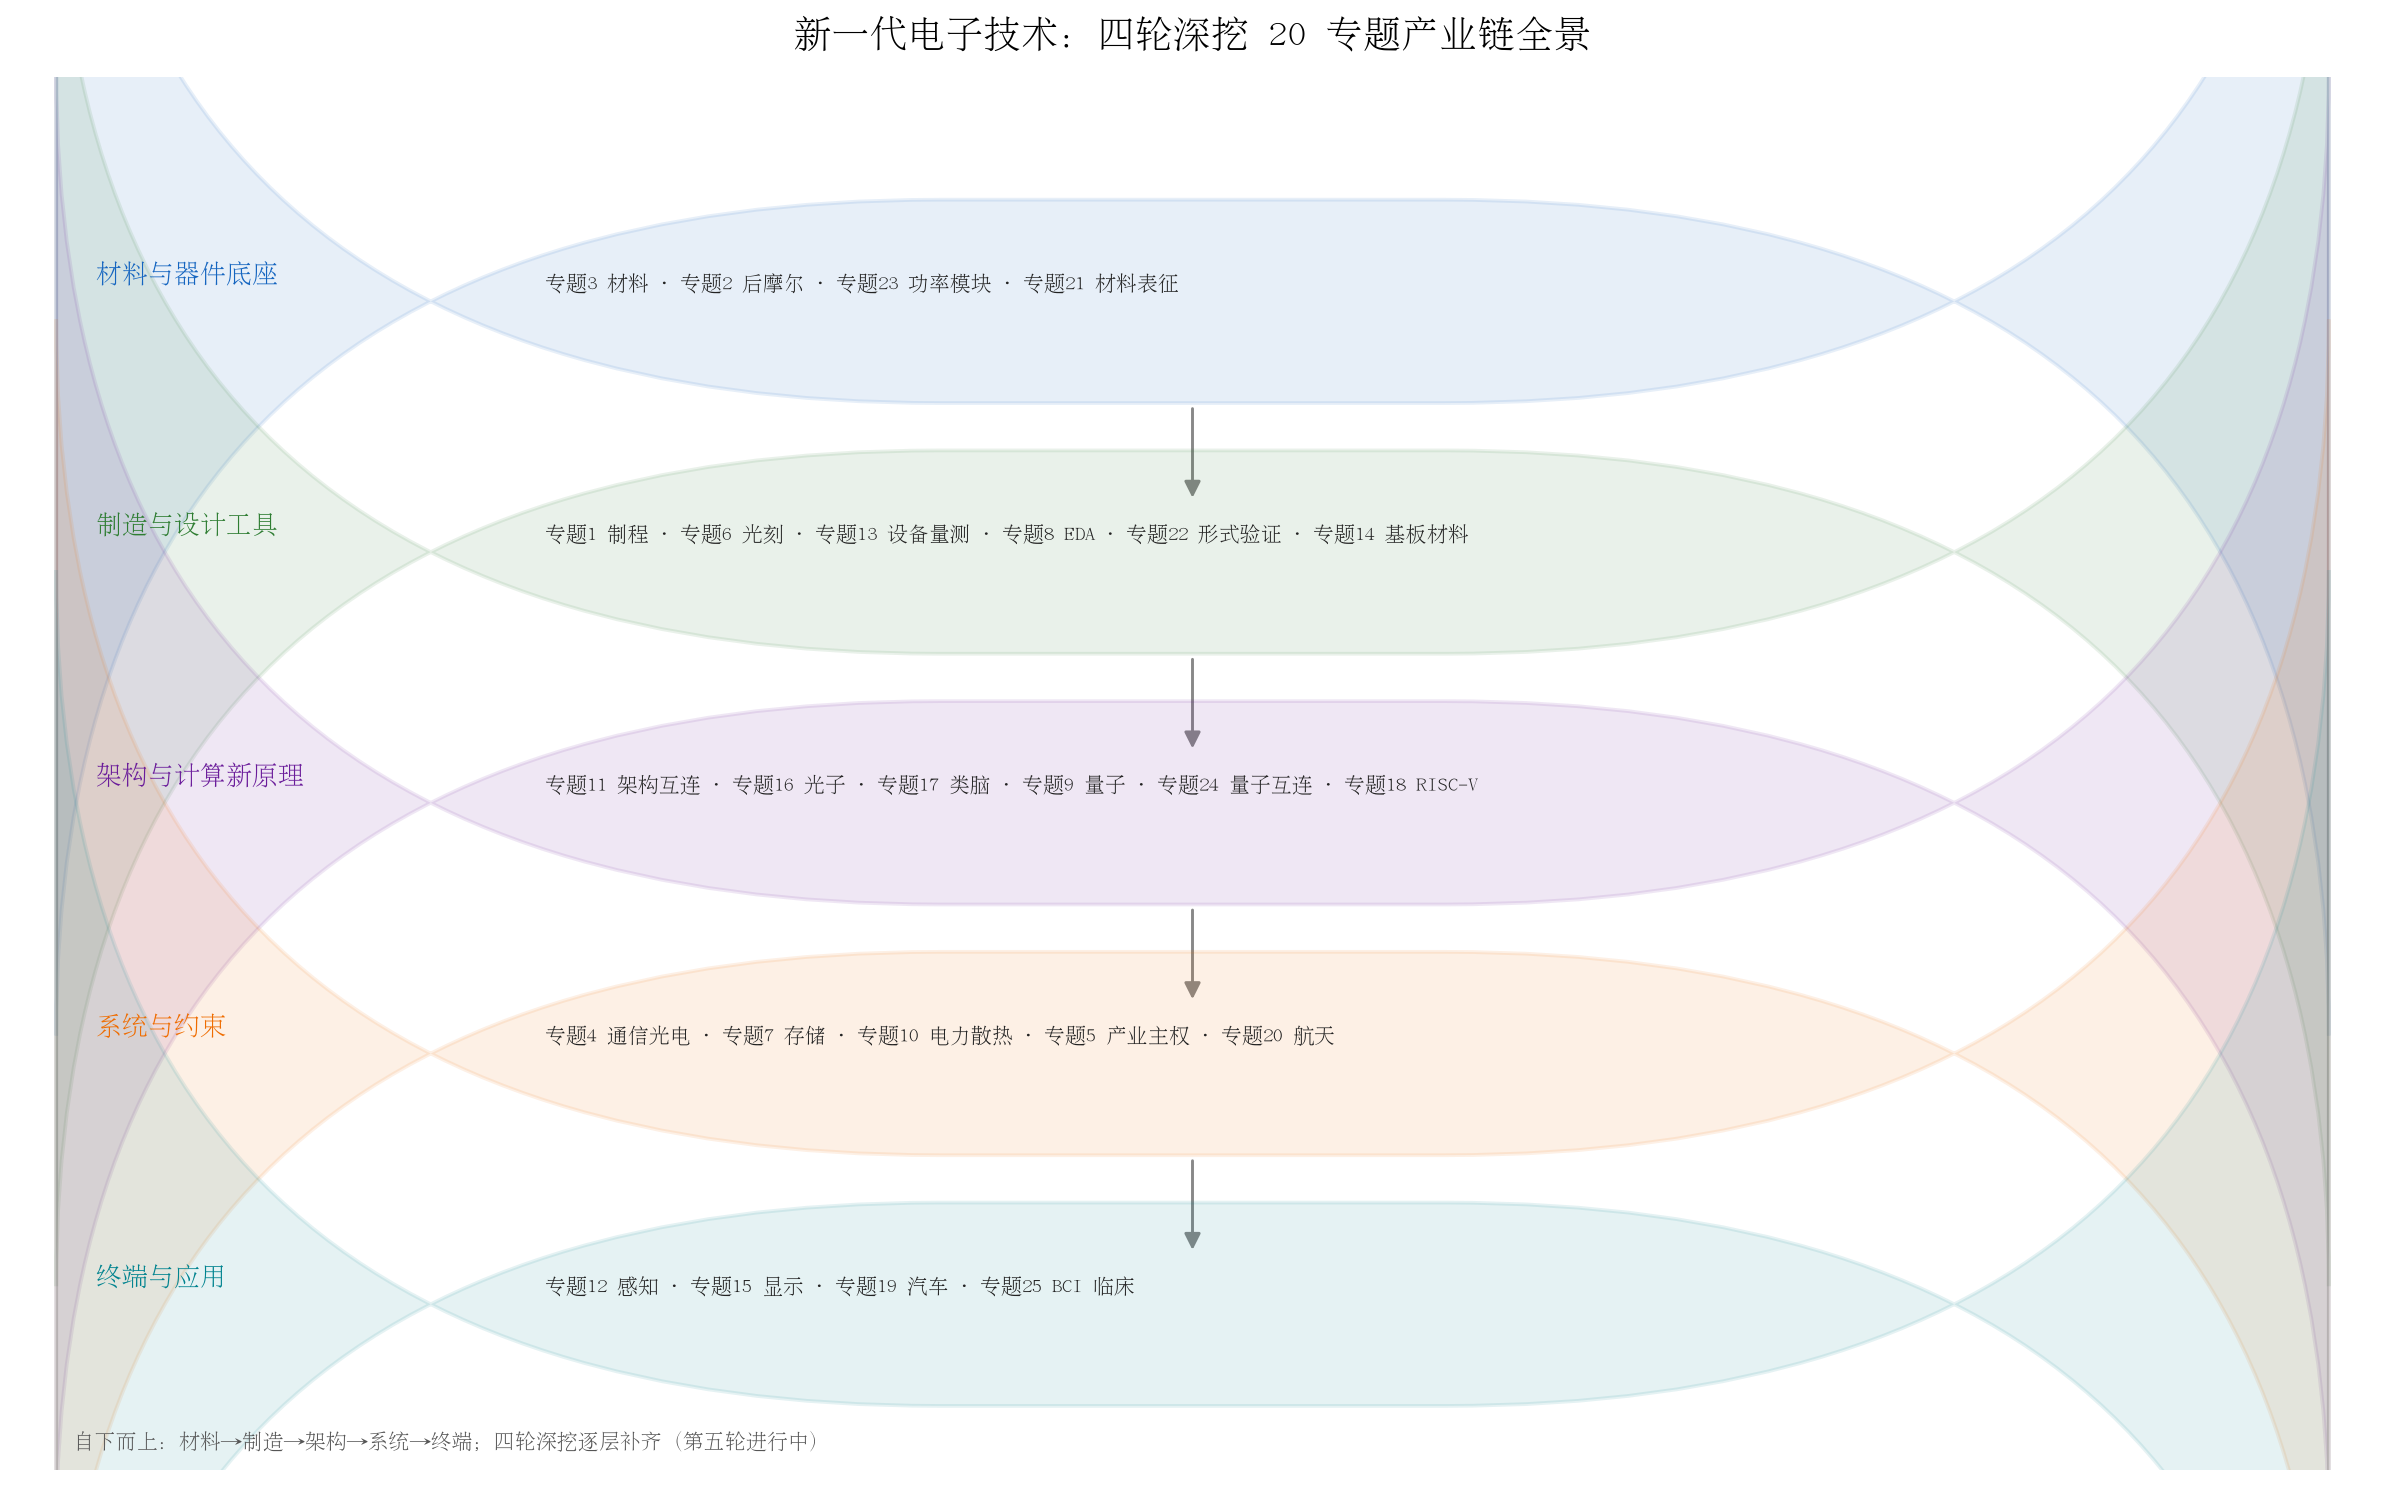 新一代电子技术：四轮深挖 20 专题产业链全景
材料与器件底座
专题3 材料 · 专题2 后摩尔 · 专题23 功率模块 · 专题21 材料表征
制造与设计工具
专题1 制程 · 专题6 光刻 · 专题13 设备量测 · 专题8 EDA · 专题22 形式验证 · 专题14 基板材料
架构与计算新原理
专题11 架构互连 · 专题16 光子 · 专题17 类脑 · 专题9 量子 · 专题24 量子互连 · 专题18 RISC-V
系统与约束
专题4 通信光电 · 专题7 存储 · 专题10 电力散热 · 专题5 产业主权 · 专题20 航天
终端与应用
专题12 感知 · 专题15 显示 · 专题19 汽车 · 专题25 BCI 临床
自下而上：材料→制造→架构→系统→终端；四轮深挖逐层补齐（第五轮进行中）